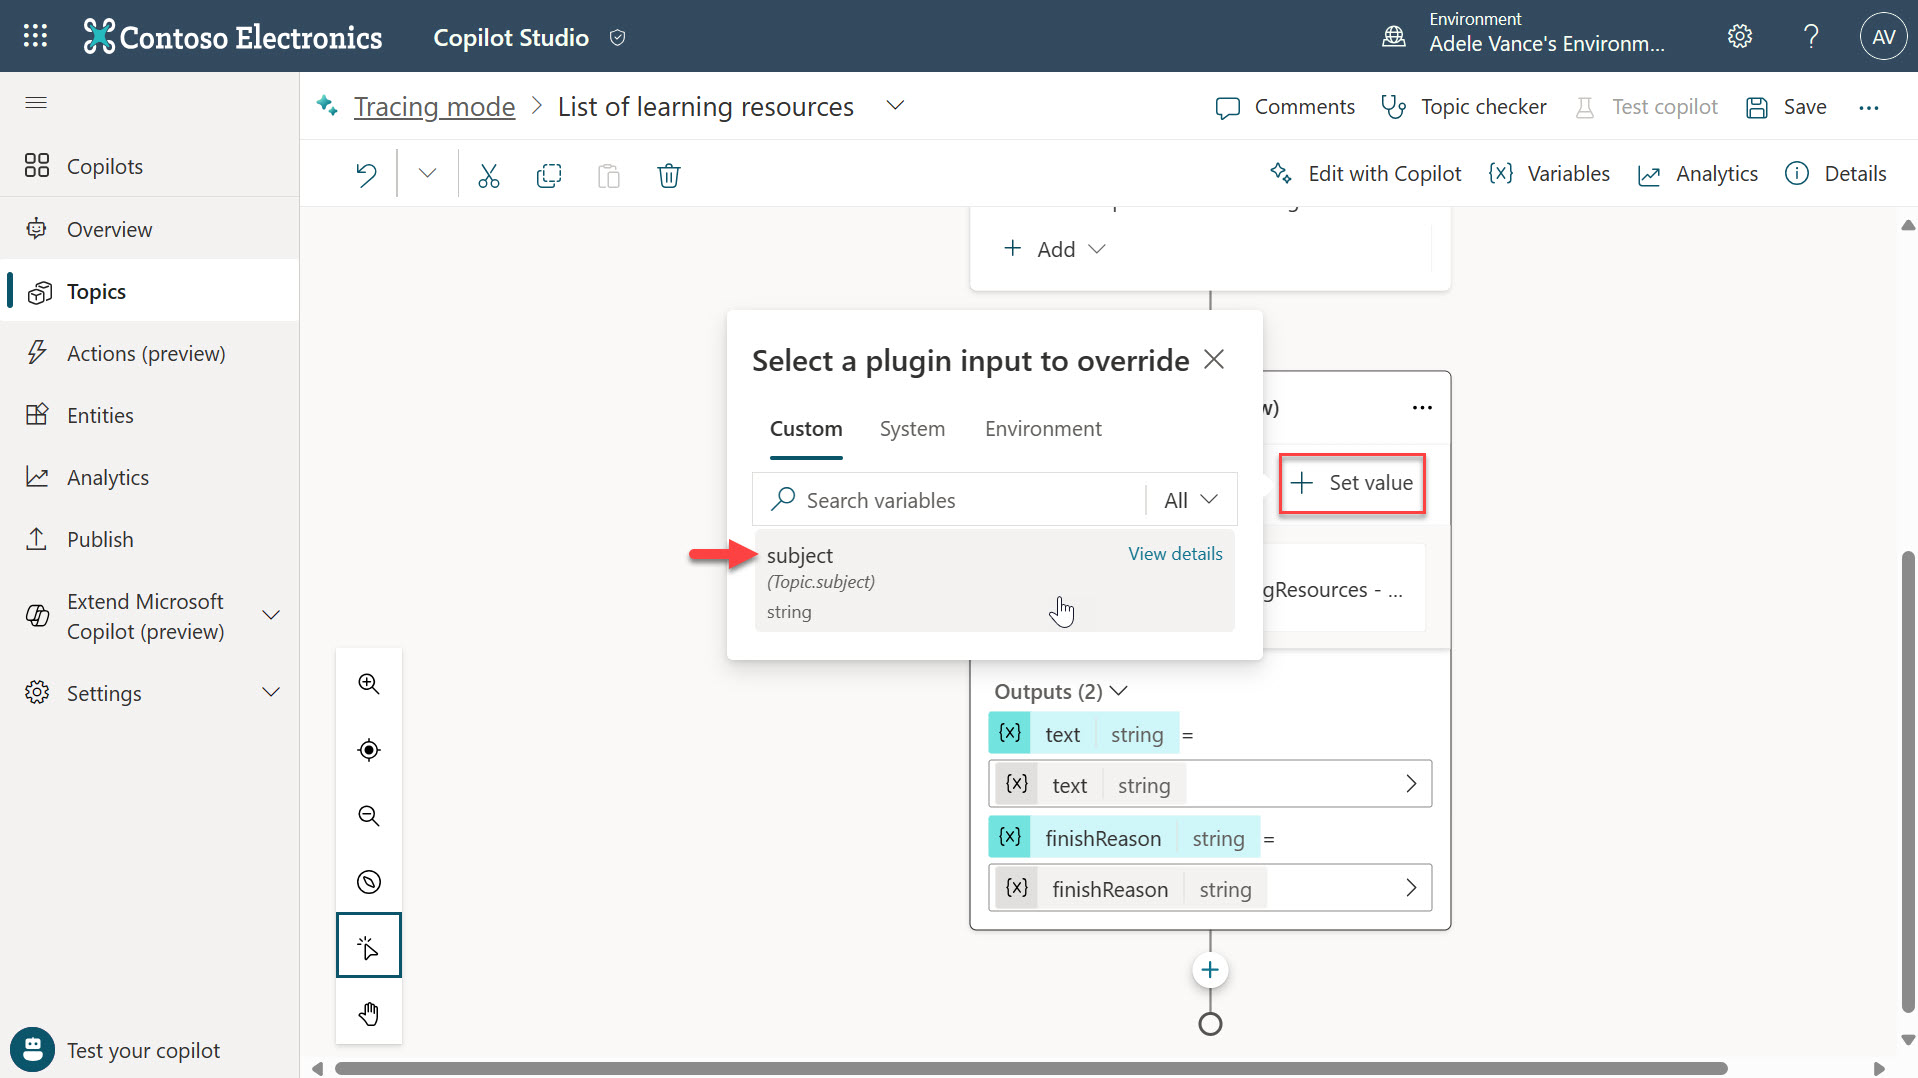 Contoso Electronics
Copilot Studio
Environment
Adele Vance's Environm...
AV
Tracing mode
List of learning resources
Comments
Topic checker
Test copilot
Save
Copilots
Overview
Topics
Actions (preview)
Entities
Analytics
Publish
Extend Microsoft
Copilot (preview)
Settings
Test your copilot
Edit with Copilot
{x} Variables
Analytics
Details
Add
Select a plugin input to override
Custom
System
Environment
Search variables
All
subject
View details
(Topic.subject)
string
w)
Set value
gResources - ...
Outputs (2)
{x} text string =
{x} text string
{x} finishReason string =
{x} finishReason string